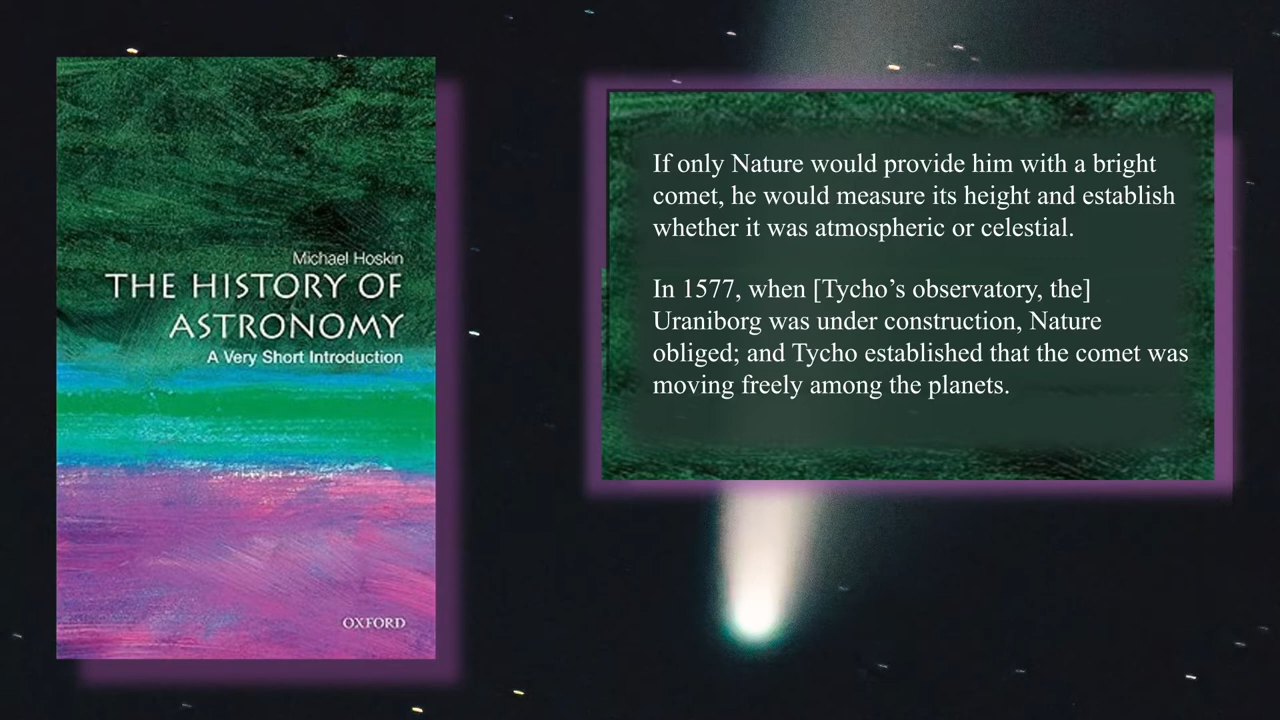 Michael Hoskin
THE HISTORY OF
ASTRONOMY
A Very Short Introduction
OXFORD
If only Nature would provide him with a bright
comet, he would measure its height and establish
whether it was atmospheric or celestial.
In 1577, when [Tycho’s observatory, the]
Uraniborg was under construction, Nature
obliged; and Tycho established that the comet was
moving freely among the planets.